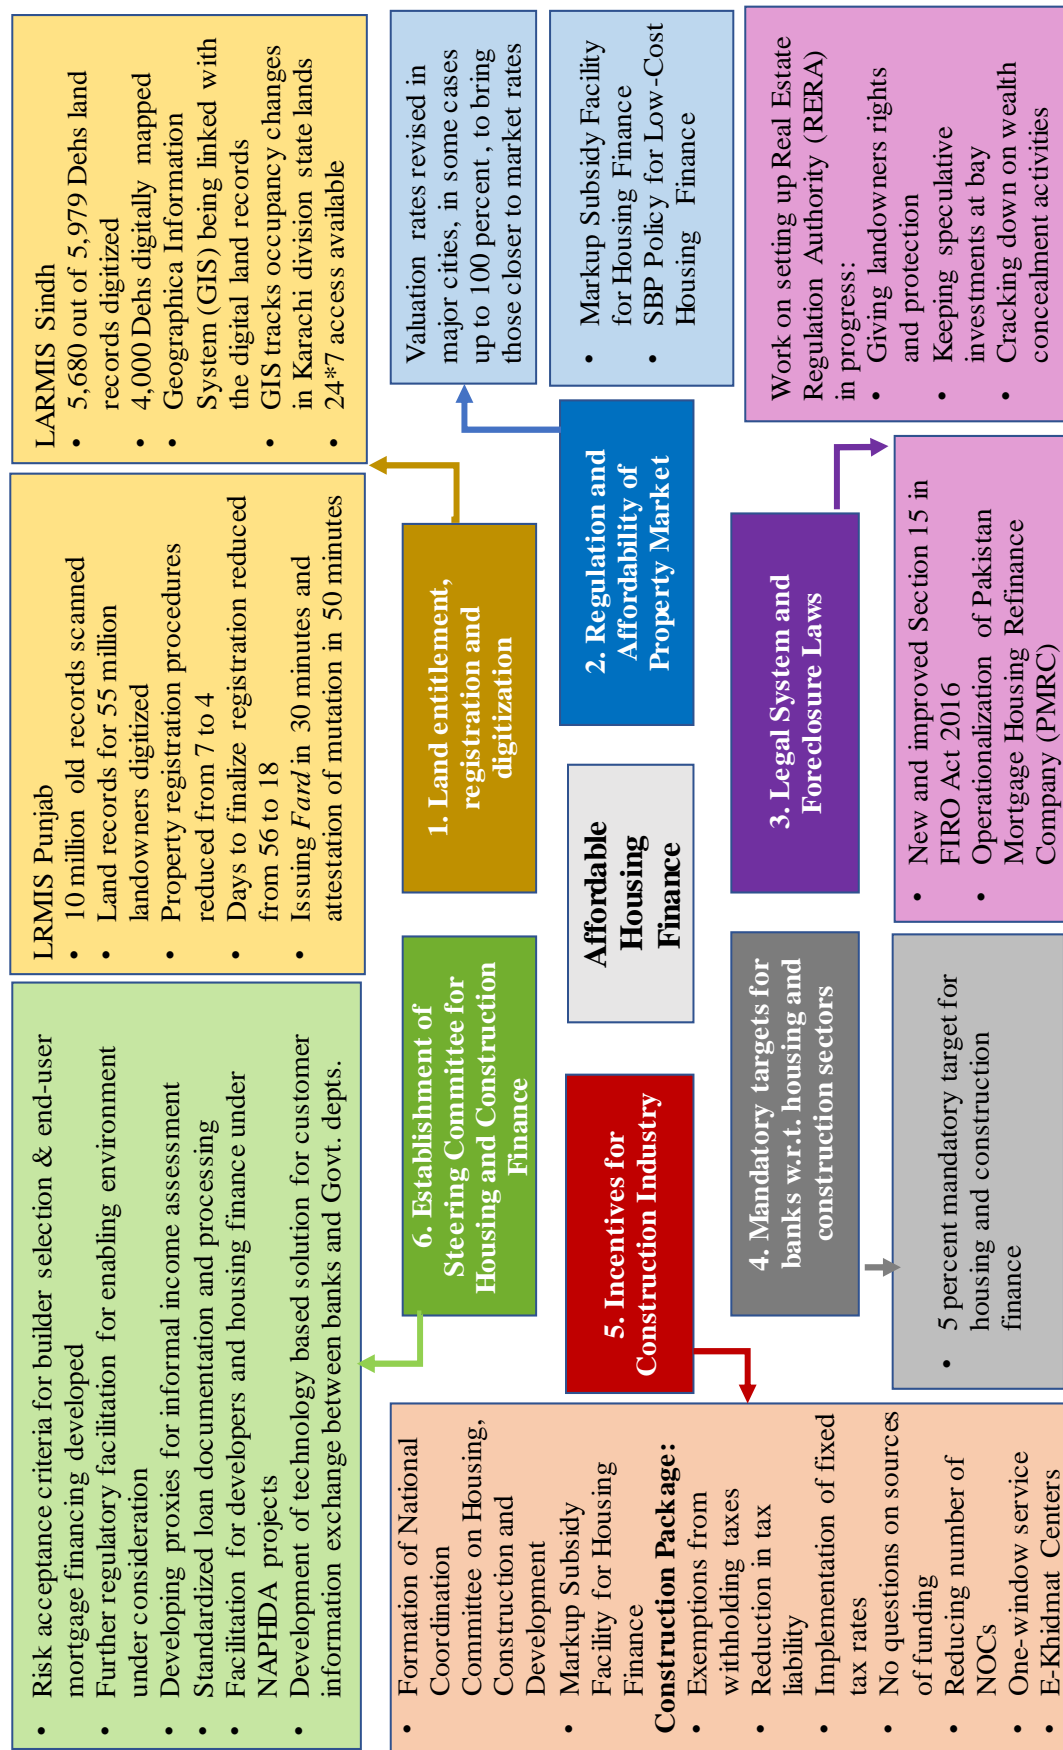 • Risk acceptance criteria for builder selection & end-user
mortgage financing developed
• Further regulatory facilitation for enabling environment
under consideration
• Developing proxies for informal income assessment
• Standardized loan documentation and processing
• Facilitation for developers and housing finance under
NAPHDA projects
• Development of technology based solution for customer
information exchange between banks and Govt. depts.
LRMIS Punjab
• 10 million old records scanned
• Land records for 55 million
landowners digitized
• Property registration procedures
reduced from 7 to 4
• Days to finalize registration reduced
from 56 to 18
• Issuing Fard in 30 minutes and
attestation of mutation in 50 minutes
LARMIS Sindh
• 5,680 out of 5,979 Dehs land
records digitized
• 4,000 Dehs digitally mapped
• Geographica Information
System (GIS) being linked with
the digital land records
• GIS tracks occupancy changes
in Karachi division state lands
• 24*7 access available
6. Establishment of
Steering Committee for
Housing and Construction
Finance
1. Land entitlement,
registration and
digitization
Valuation rates revised in
major cities, in some cases
up to 100 percent, to bring
those closer to market rates
• Formation of National
Coordination
Committee on Housing,
Construction and
Development
• Markup Subsidy
Facility for Housing
Finance
Construction Package:
• Exemptions from
withholding taxes
• Reduction in tax
liability
• Implementation of fixed
tax rates
• No questions on sources
of funding
• Reducing number of
NOCs
• One-window service
• E-Khidmat Centers
5. Incentives for
Construction Industry
Affordable
Housing
Finance
2. Regulation and
Affordability of
Property Market
• Markup Subsidy Facility
for Housing Finance
• SBP Policy for Low-Cost
Housing Finance
4. Mandatory targets for
banks w.r.t. housing and
construction sectors
3. Legal System and
Foreclosure Laws
Work on setting up Real Estate
Regulation Authority (RERA)
in progress:
• Giving landowners rights
and protection
• Keeping speculative
investments at bay
• Cracking down on wealth
concealment activities
• 5 percent mandatory target for
housing and construction
finance
• New and improved Section 15 in
FIRO Act 2016
• Operationalization of Pakistan
Mortgage Housing Refinance
Company (PMRC)